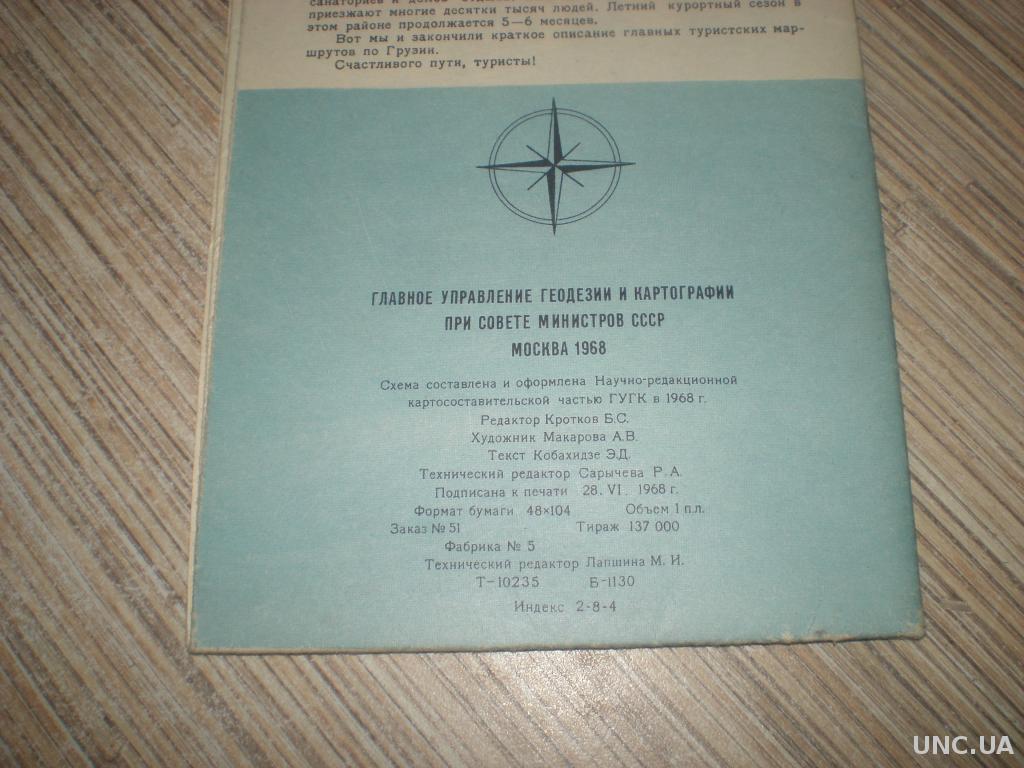 санаториев и домов
приезжают многие десятки тысяч людей. Летний курортный сезон в
этом районе продолжается 5—6 месяцев.
Вот мы и закончили краткое описание главных туристских мар-
шрутов по Грузии.
Счастливого пути, туристы!
ГЛАВНОЕ УПРАВЛЕНИЕ ГЕОДЕЗИИ И КАРТОГРАФИИ
ПРИ СОВЕТЕ МИНИСТРОВ СССР
МОСКВА 1968
Схема составлена и оформлена Научно-редакционной
картосоставительской частью ГУГК в 1968 г.
Редактор Кротков Б.С.
Художник Макарова А.В.
Текст Кобахидзе Э.Д.
Технический редактор Сарычева Р.А.
Подписана к печати 28. VI. 1968 г.
Формат бумаги 48×104 Объем 1 п.л.
Заказ № 51 Тираж 137 000
Фабрика № 5
Технический редактор Лапшина М. И.
Т-10235 Б-1130
Индекс 2-8-4
UNC.UA